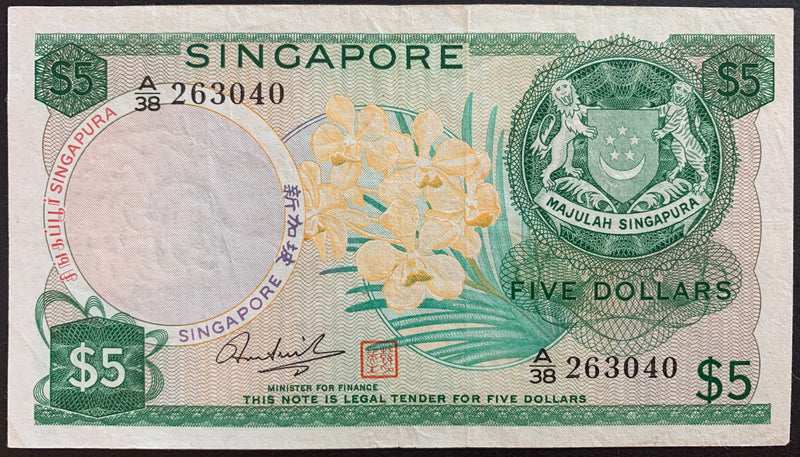 SINGAPORE
$5
$5
A/38 263040
SINGAPURA
சிங்கப்பூர்
新加坡
SINGAPORE
MAJULAH SINGAPURA
FIVE DOLLARS
A/38 263040
$5
$5
MINISTER FOR FINANCE
THIS NOTE IS LEGAL TENDER FOR FIVE DOLLARS